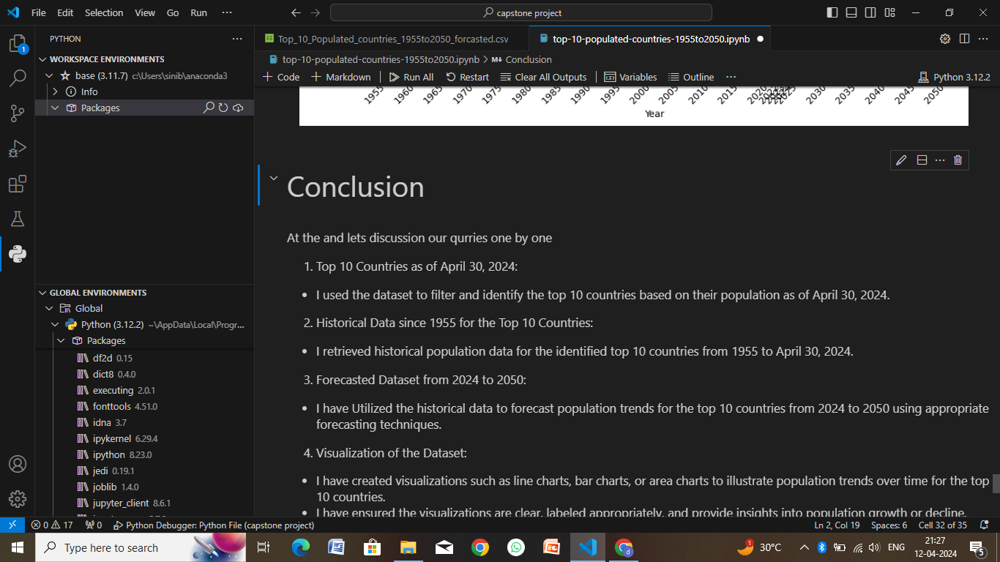 File Edit Selection View Go Run ···
capstone project
PYTHON ···
WORKSPACE ENVIRONMENTS
base (3.11.7) c:\Users\sinib\anaconda3
Info
Packages
GLOBAL ENVIRONMENTS
Global
Python (3.12.2) ~\AppData\Local\Progr...
Packages
df2d 0.15
dict8 0.4.0
executing 2.0.1
fonttools 4.51.0
idna 3.7
ipykernel 6.29.4
ipython 8.23.0
jedi 0.19.1
joblib 1.4.0
jupyter_client 8.6.1
Top_10_Populated_countries_1955to2050_forcasted.csv
top-10-populated-countries-1955to2050.ipynb
top-10-populated-countries-1955to2050.ipynb > M↓ Conclusion
+ Code + Markdown Run All Restart Clear All Outputs Variables Outline ··· Python 3.12.2
1955 1960 1965 1970 1975 1980 1985 1990 1995 2000 2005 2010 2015 2020 2025 2030 2035 2040 2045 2050
Year
Conclusion
At the and lets discussion our qurries one by one
1. Top 10 Countries as of April 30, 2024:
• I used the dataset to filter and identify the top 10 countries based on their population as of April 30, 2024.
2. Historical Data since 1955 for the Top 10 Countries:
• I retrieved historical population data for the identified top 10 countries from 1955 to April 30, 2024.
3. Forecasted Dataset from 2024 to 2050:
• I have Utilized the historical data to forecast population trends for the top 10 countries from 2024 to 2050 using appropriate
forecasting techniques.
4. Visualization of the Dataset:
• I have created visualizations such as line charts, bar charts, or area charts to illustrate population trends over time for the top
10 countries.
• I have ensured the visualizations are clear, labeled appropriately, and provide insights into population growth or decline.
0 17 0 Python Debugger: Python File (capstone project) Ln 2, Col 19 Spaces: 6 Cell 32 of 35
Type here to search
30°C ENG 21:27
12-04-2024 5